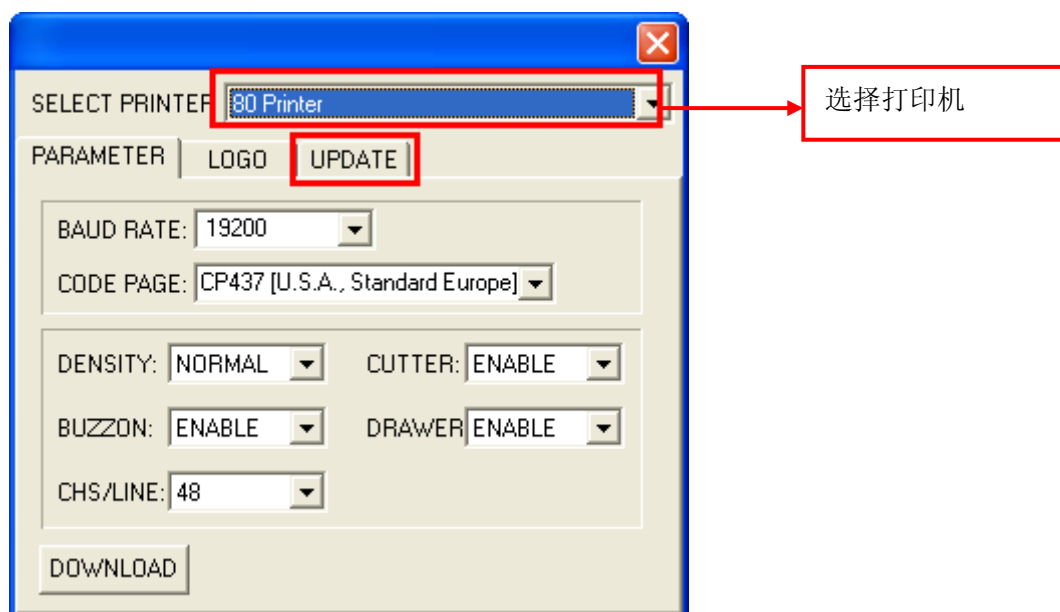 SELECT PRINTER 80 Printer
选择打印机
PARAMETER LOGO UPDATE
BAUD RATE: 19200
CODE PAGE: CP437 [U.S.A., Standard Europe]
DENSITY: NORMAL CUTTER: ENABLE
BUZZON: ENABLE DRAWER ENABLE
CHS/LINE: 48
DOWNLOAD